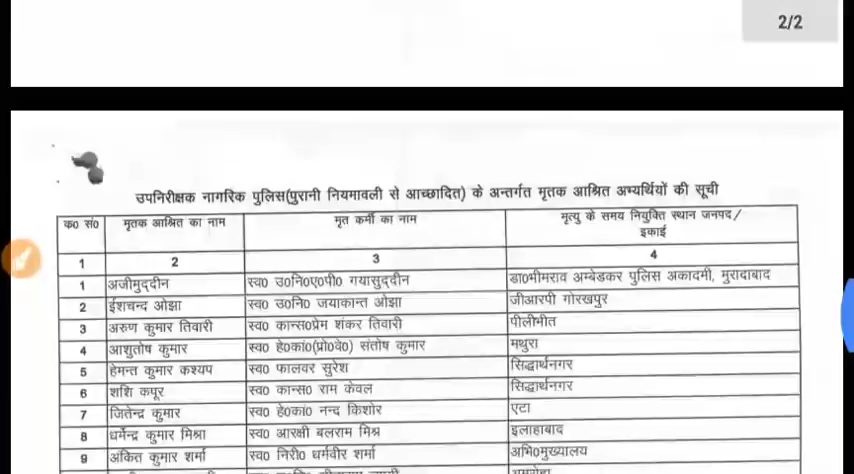 2/2
उपनिरीक्षक नागरिक पुलिस(पुरानी नियमावली से आच्छादित) के अन्तर्गत मृतक आश्रित अभ्यर्थियों की सूची
क0 सं0 मृतक आश्रित का नाम मृत कर्मी का नाम मृत्यु के समय नियुक्ति स्थान जनपद/
इकाई
1 2 3 4
1 अजीमुद्दीन स्व0 उ0नि0ए0पी0 गयासुद्दीन डा0भीमराव अम्बेडकर पुलिस अकादमी, मुरादाबाद
2 ईशचन्द ओझा स्व0 उ0नि0 जयाकान्त ओझा जीआरपी गोरखपुर
3 अरुण कुमार तिवारी स्व0 कान्स0प्रेम शंकर तिवारी पीलीभीत
4 आशुतोष कुमार स्व0 हे0कां0(प्रो0वे0) संतोष कुमार मथुरा
5 हेमन्त कुमार कश्यप स्व0 फालवर सुरेश सिद्धार्थनगर
6 शशि कपूर स्व0 कान्स0 राम केवल सिद्धार्थनगर
7 जितेन्द्र कुमार स्व0 हे0कां0 नन्द किशोर एटा
8 धर्मेन्द्र कुमार मिश्रा स्व0 आरक्षी बलराम मिश्र इलाहाबाद
9 अंकित कुमार शर्मा स्व0 निरी0 धर्मवीर शर्मा अभि0मुख्यालय